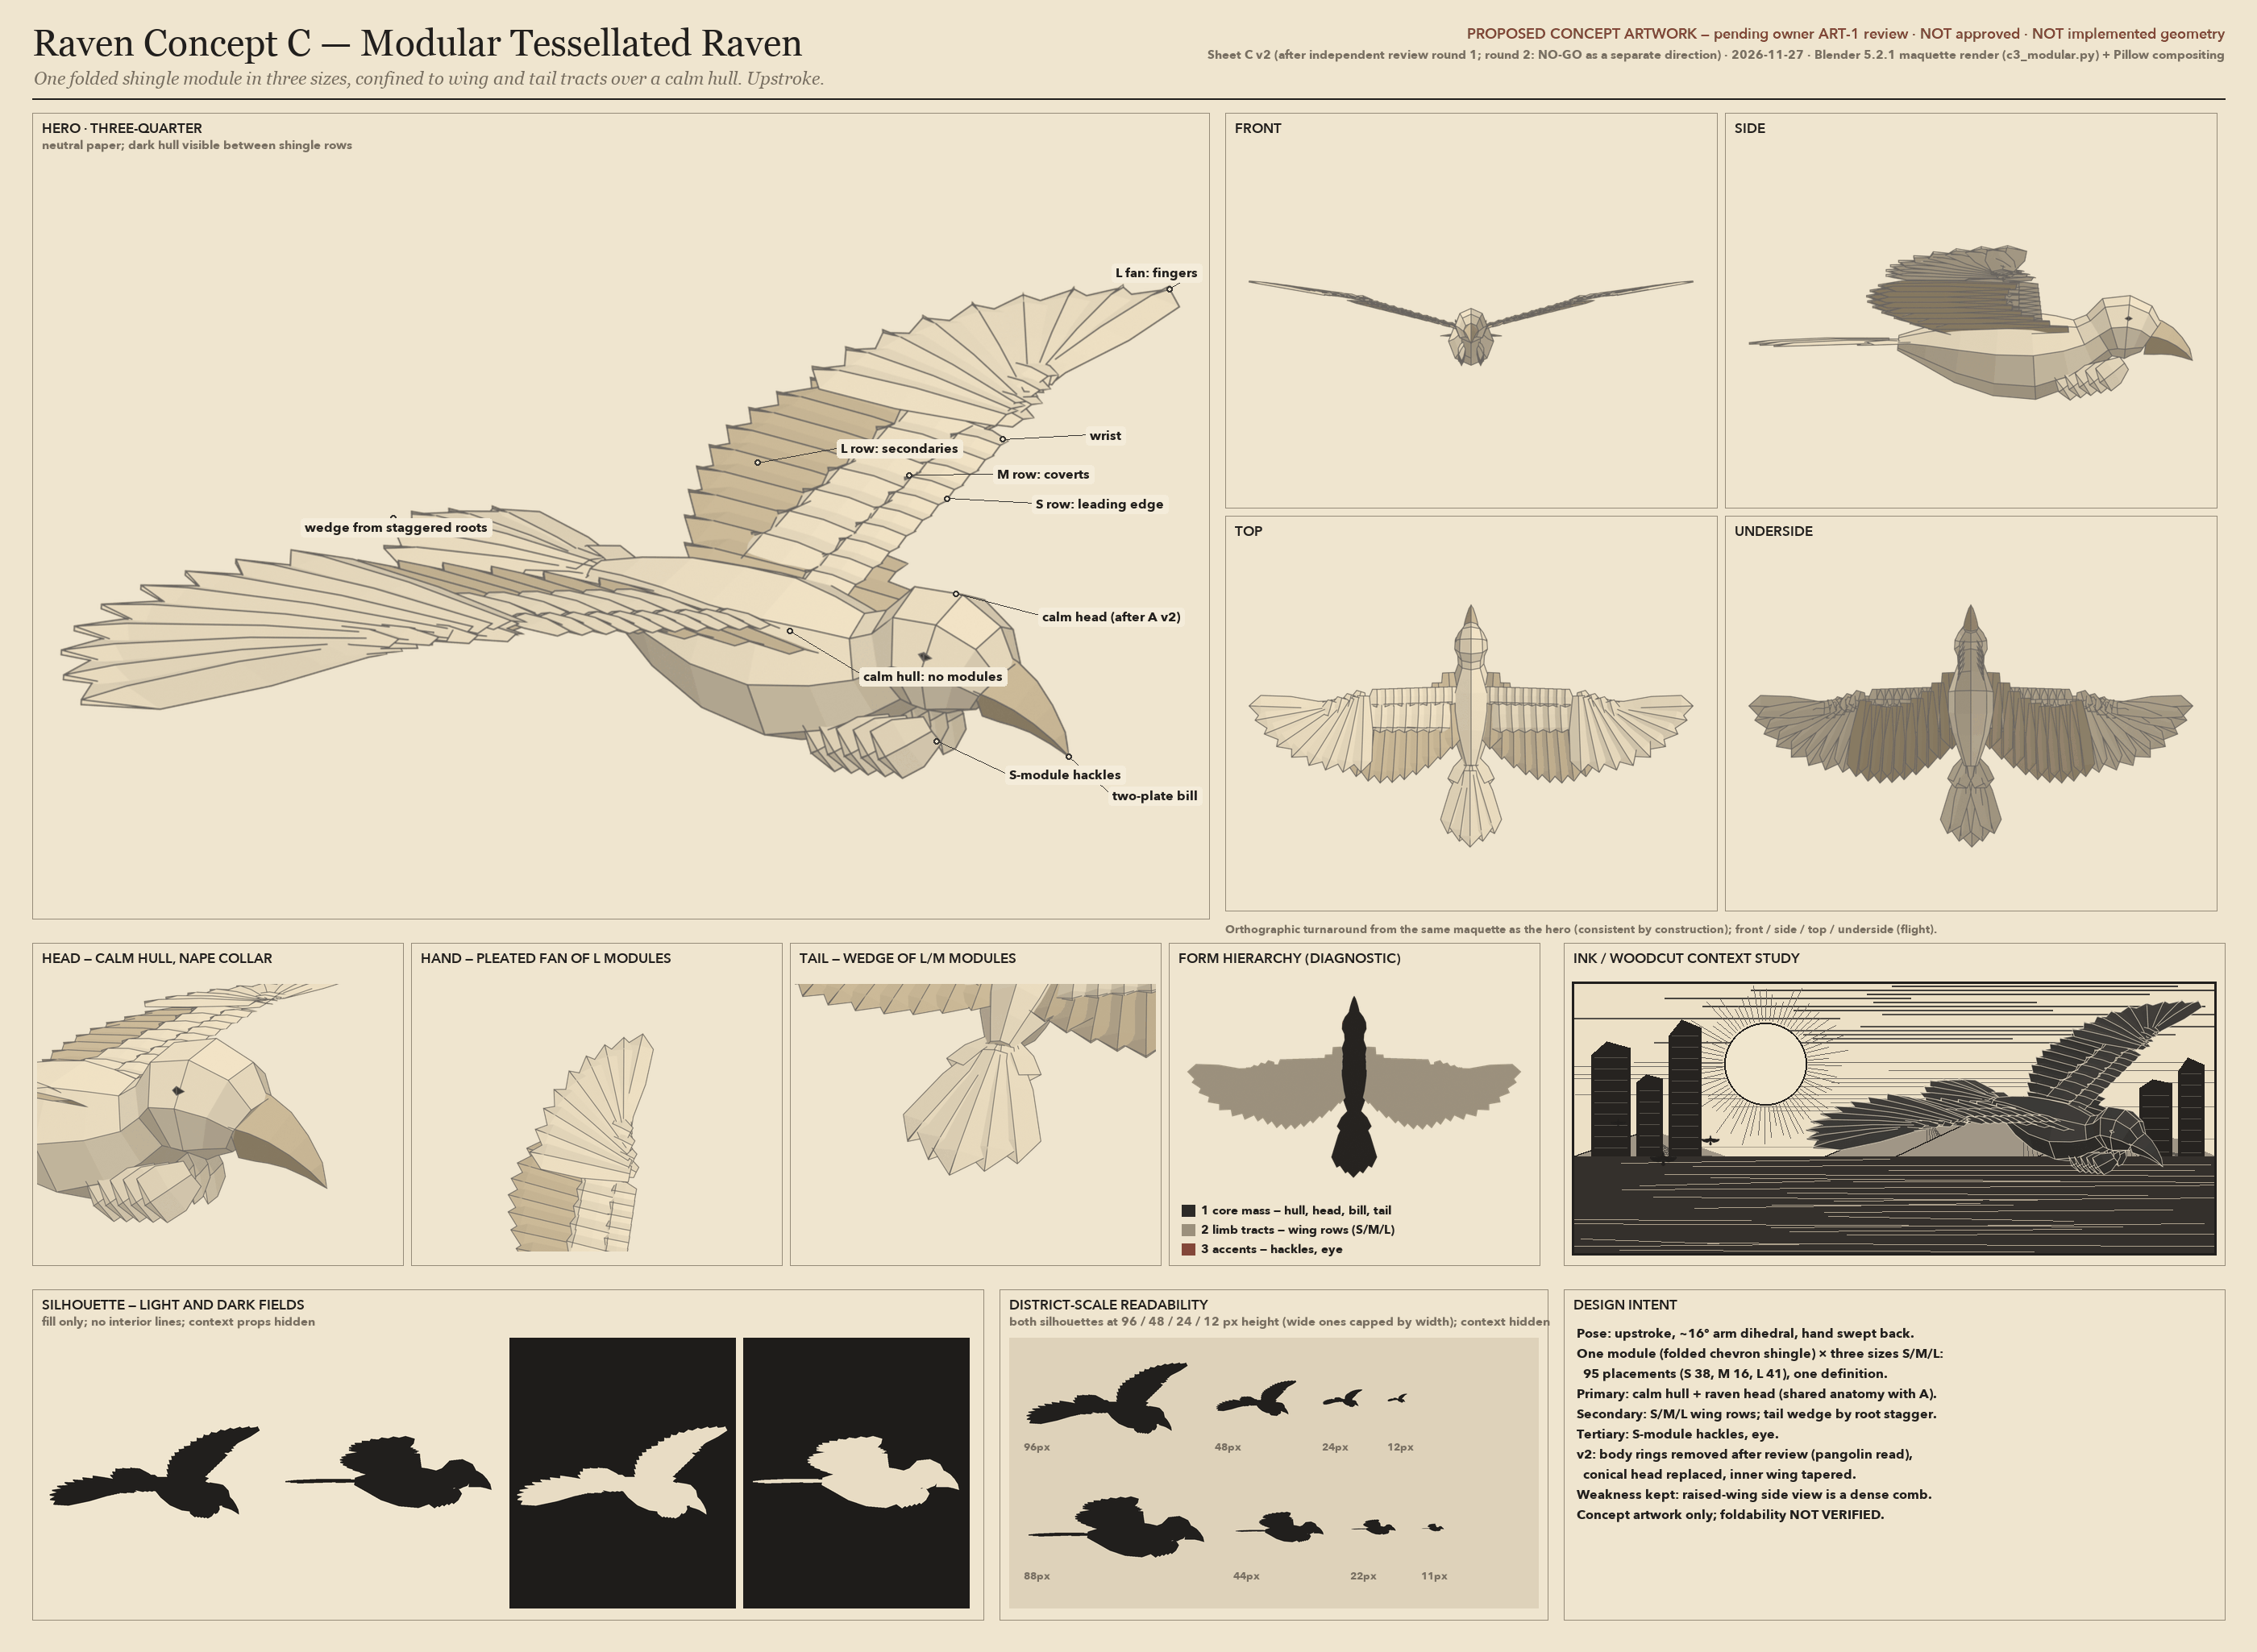 Raven Concept C — Modular Tessellated Raven
One folded shingle module in three sizes, confined to wing and tail tracts over a calm hull. Upstroke.
PROPOSED CONCEPT ARTWORK — pending owner ART-1 review · NOT approved · NOT implemented geometry
Sheet C v2 (after independent review round 1; round 2: NO-GO as a separate direction) · 2026-11-27 · Blender 5.2.1 maquette render (c3_modular.py) + Pillow compositing
HERO · THREE-QUARTER
neutral paper; dark hull visible between shingle rows
L fan: fingers
wrist
L row: secondaries
M row: coverts
S row: leading edge
wedge from staggered roots
calm head (after A v2)
calm hull: no modules
S-module hackles
two-plate bill
FRONT
SIDE
TOP
UNDERSIDE
Orthographic turnaround from the same maquette as the hero (consistent by construction); front / side / top / underside (flight).
HEAD — CALM HULL, NAPE COLLAR
HAND — PLEATED FAN OF L MODULES
TAIL — WEDGE OF L/M MODULES
FORM HIERARCHY (DIAGNOSTIC)
1 core mass — hull, head, bill, tail
2 limb tracts — wing rows (S/M/L)
3 accents — hackles, eye
INK / WOODCUT CONTEXT STUDY
SILHOUETTE — LIGHT AND DARK FIELDS
fill only; no interior lines; context props hidden
DISTRICT-SCALE READABILITY
both silhouettes at 96 / 48 / 24 / 12 px height (wide ones capped by width); context hidden
96px
48px
24px
12px
88px
44px
22px
11px
DESIGN INTENT
Pose: upstroke, ~16° arm dihedral, hand swept back.
One module (folded chevron shingle) × three sizes S/M/L:
95 placements (S 38, M 16, L 41), one definition.
Primary: calm hull + raven head (shared anatomy with A).
Secondary: S/M/L wing rows; tail wedge by root stagger.
Tertiary: S-module hackles, eye.
v2: body rings removed after review (pangolin read),
conical head replaced, inner wing tapered.
Weakness kept: raised-wing side view is a dense comb.
Concept artwork only; foldability NOT VERIFIED.